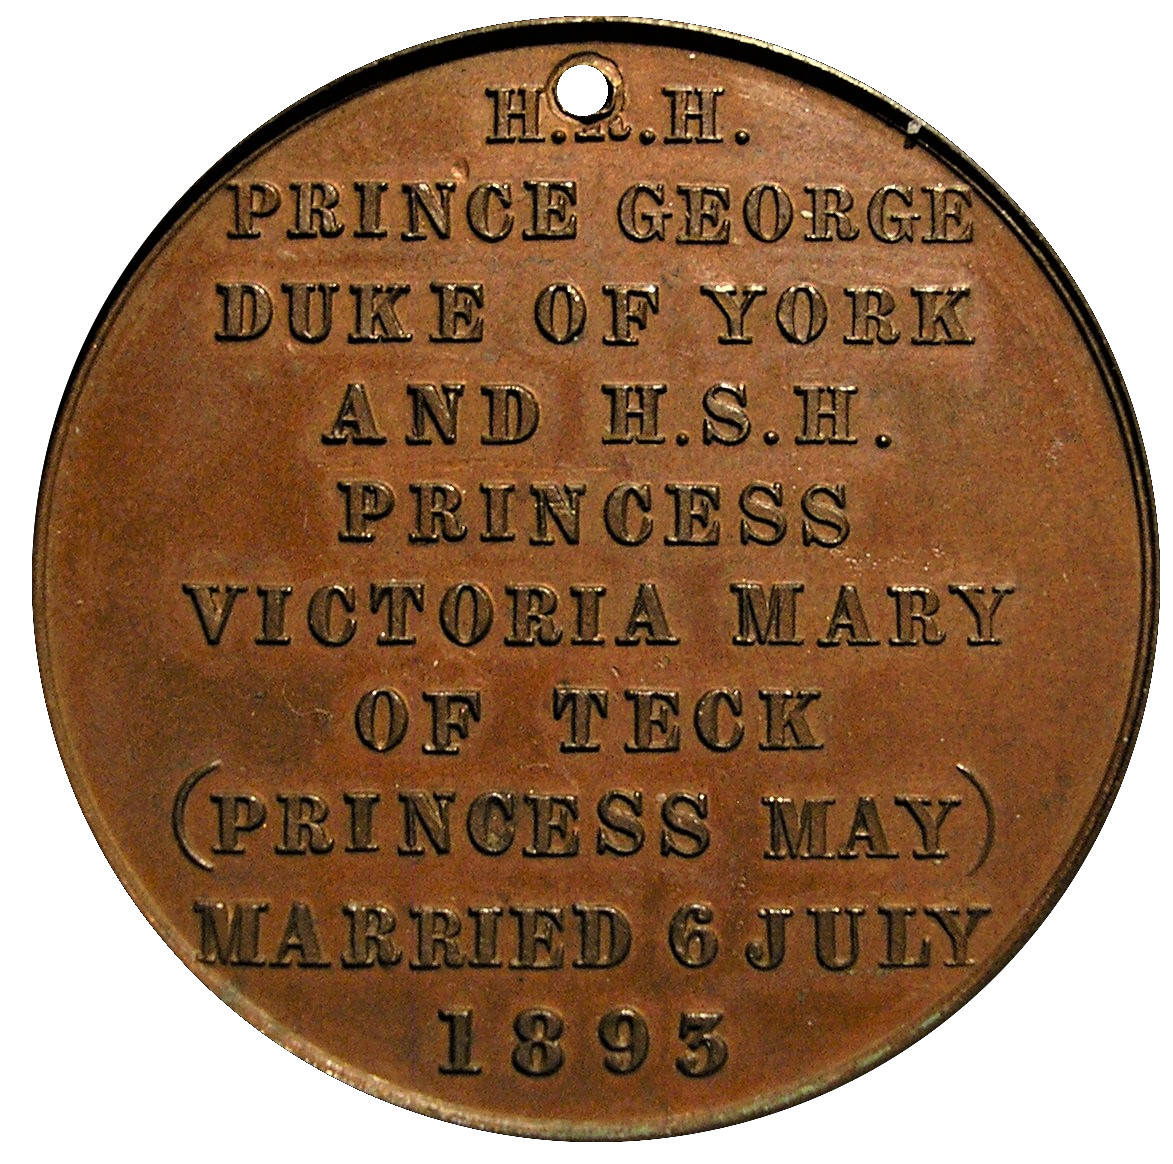 H.R.H.
PRINCE GEORGE
DUKE OF YORK
AND H.S.H.
PRINCESS
VICTORIA MARY
OF TECK
(PRINCESS MAY)
MARRIED 6 JULY
1893